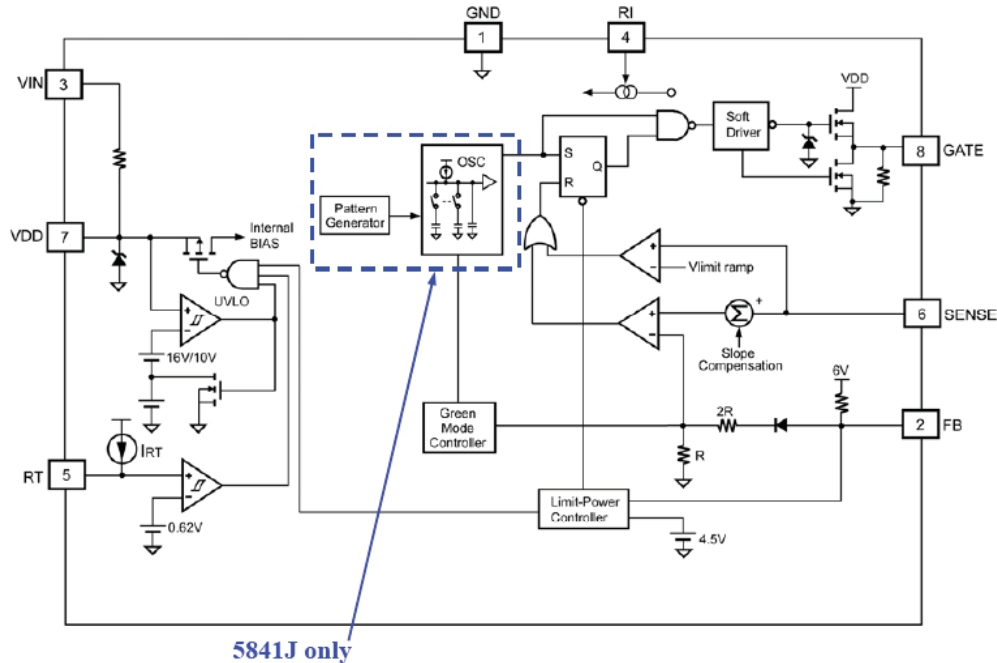 GND
1
RI
4
VIN
3
VDD
Soft
Driver
8
GATE
OSC
S
Q
R
Pattern
Generator
VDD
7
Internal
BIAS
UVLO
Vlimit ramp
+
-
+
-
+
-
Σ
+
6
SENSE
16V/10V
Slope
Compensation
6V
Green
Mode
Controller
2R
2
FB
IRT
R
RT
5
+
-
Limit-Power
Controller
0.62V
4.5V
5841J only